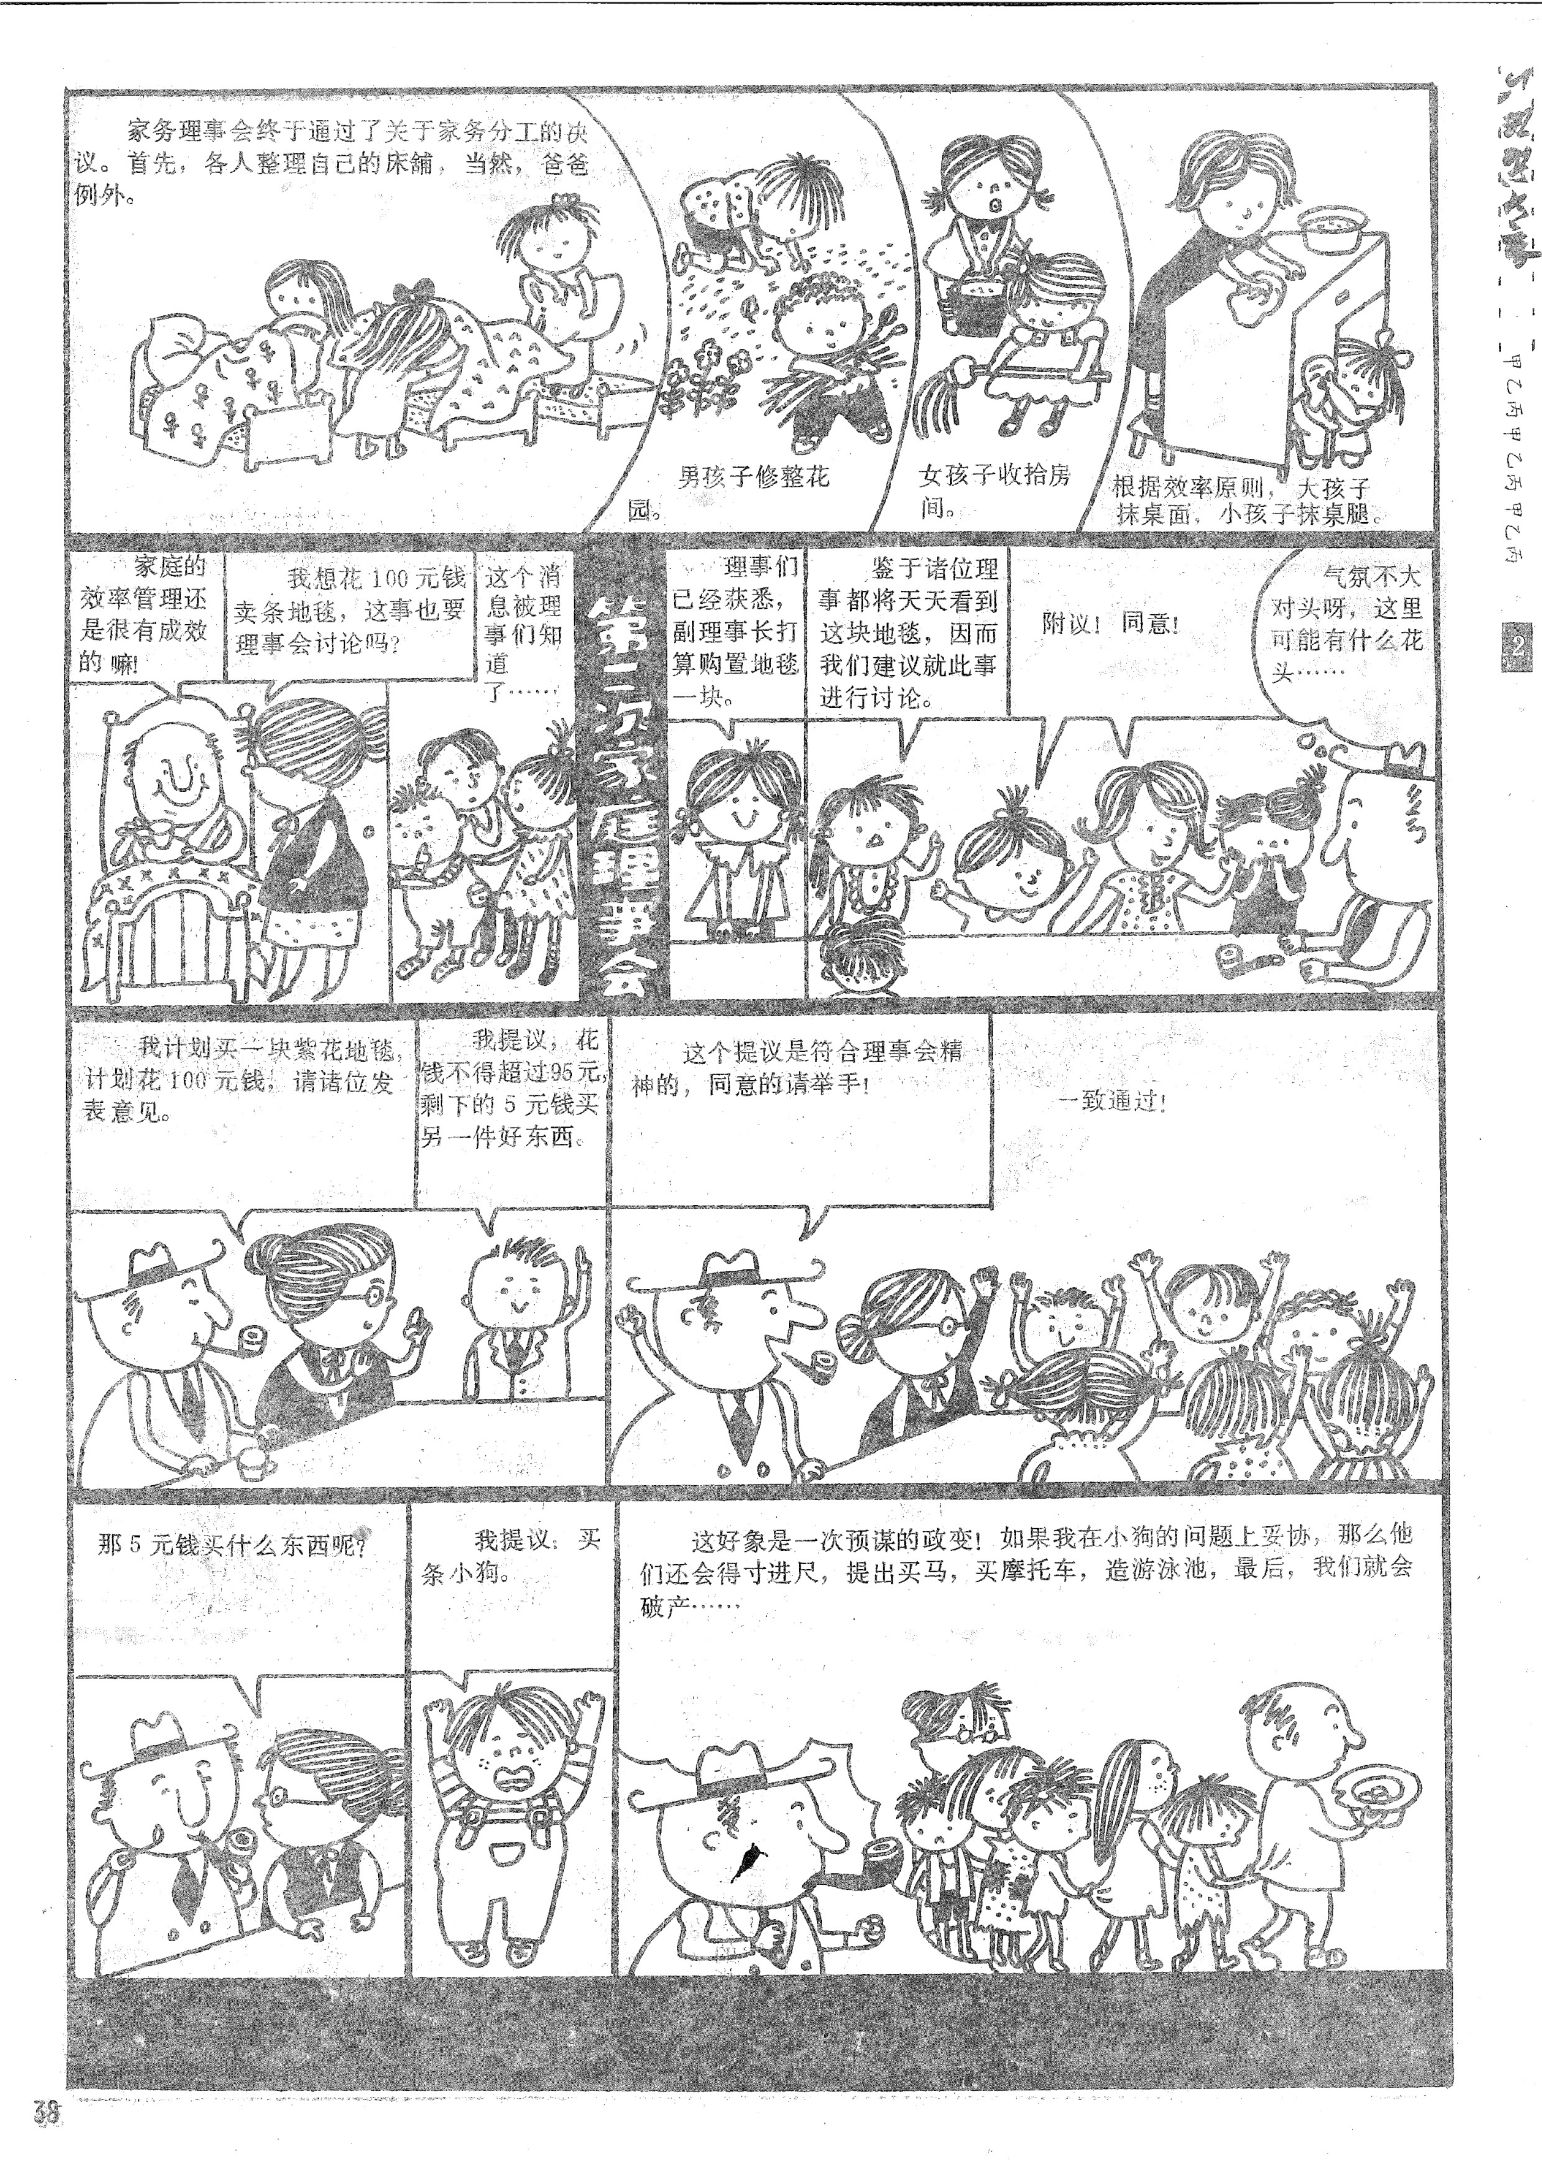 家务理事会终于通过了关于家务分工的决
议。首先，各人整理自己的床铺，当然，爸爸
例外。
男孩子修整花
园。
女孩子收拾房
间。
根据效率原则，大孩子
抹桌面，小孩子抹桌腿。
家庭的
效率管理还
是很有成效
的嘛！
我想花100元钱
卖条地毯，这事也要
理事会讨论吗？
这个消
息被理
事们知
道
了……
第二次家庭理事会
理事们
已经获悉，
副理事长打
算购置地毯
一块。
鉴于诸位理
事都将天天看到
这块地毯，因而
我们建议就此事
进行讨论。
附议！同意！
气氛不大
对头呀，这里
可能有什么花
头……
我计划买一块紫花地毯，
计划花100元钱，请诸位发
表意见。
我提议，花
钱不得超过95元，
剩下的5元钱买
另一件好东西。
这个提议是符合理事会精
神的，同意的请举手！
一致通过！
那5元钱买什么东西呢？
我提议：买
条小狗。
这好象是一次预谋的政变！如果我在小狗的问题上妥协，那么他
们还会得寸进尺，提出买马，买摩托车，造游泳池，最后，我们就会
破产……
甲乙丙甲乙丙甲乙丙
2
38